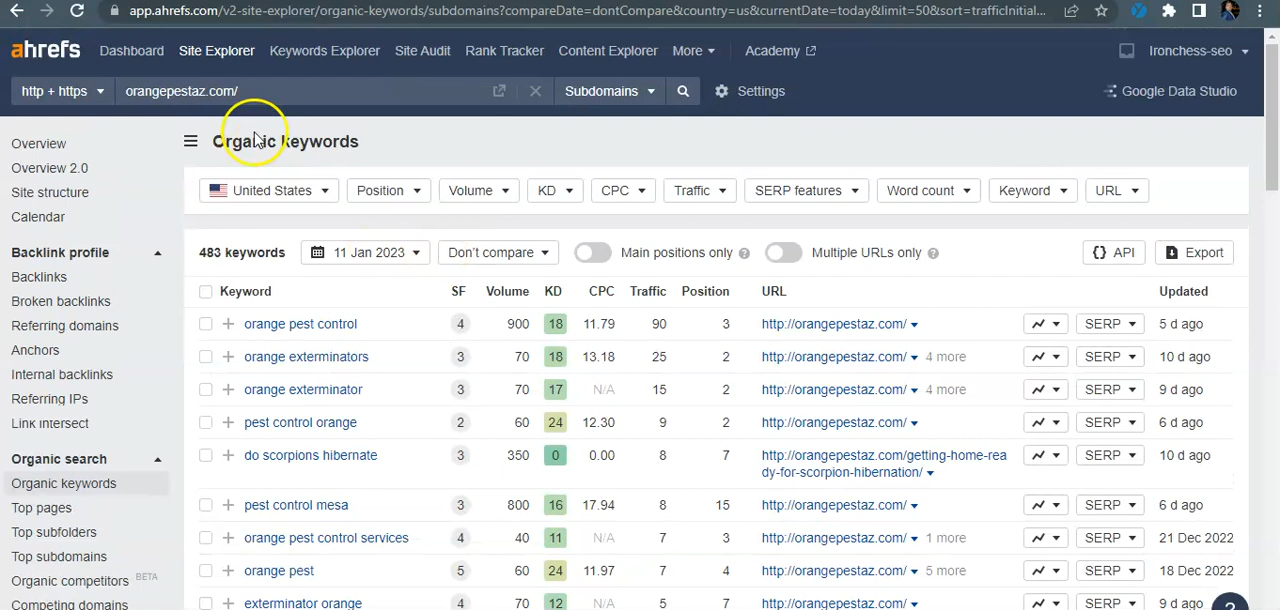 app.ahrefs.com/v2-site-explorer/organic-keywords/subdomains?compareDate=dontCompare&country=us&currentDate=today&limit=50&sort=trafficInitial...
ahrefs Dashboard Site Explorer Keywords Explorer Site Audit Rank Tracker Content Explorer More Academy Ironchess-seo
http + https orangepestaz.com/ Subdomains Settings Google Data Studio
Overview
Overview 2.0
Site structure
Calendar
Backlink profile
Backlinks
Broken backlinks
Referring domains
Anchors
Internal backlinks
Referring IPs
Link intersect
Organic search
Organic keywords
Top pages
Top subfolders
Top subdomains
Organic competitors BETA
Competing domains
Organic keywords
United States Position Volume KD CPC Traffic SERP features Word count Keyword URL
483 keywords 11 Jan 2023 Don't compare Main positions only ? Multiple URLs only ? {} API Export
Keyword SF Volume KD CPC Traffic Position URL Updated
orange pest control 4 900 18 11.79 90 3 http://orangepestaz.com/ SERP 5 d ago
orange exterminators 3 70 18 13.18 25 2 http://orangepestaz.com/ 4 more SERP 10 d ago
orange exterminator 3 70 17 N/A 15 2 http://orangepestaz.com/ 4 more SERP 9 d ago
pest control orange 2 60 24 12.30 9 2 http://orangepestaz.com/ SERP 6 d ago
do scorpions hibernate 3 350 0 0.00 8 7 http://orangepestaz.com/getting-home-rea SERP 10 d ago
dy-for-scorpion-hibernation/
pest control mesa 3 800 16 17.94 8 15 http://orangepestaz.com/ SERP 6 d ago
orange pest control services 4 40 11 N/A 7 3 http://orangepestaz.com/ 1 more SERP 21 Dec 2022
orange pest 5 60 24 11.97 7 4 http://orangepestaz.com/ 5 more SERP 18 Dec 2022
exterminator orange 4 70 12 N/A 5 7 http://orangepestaz.com/ SERP 7 d ago
?